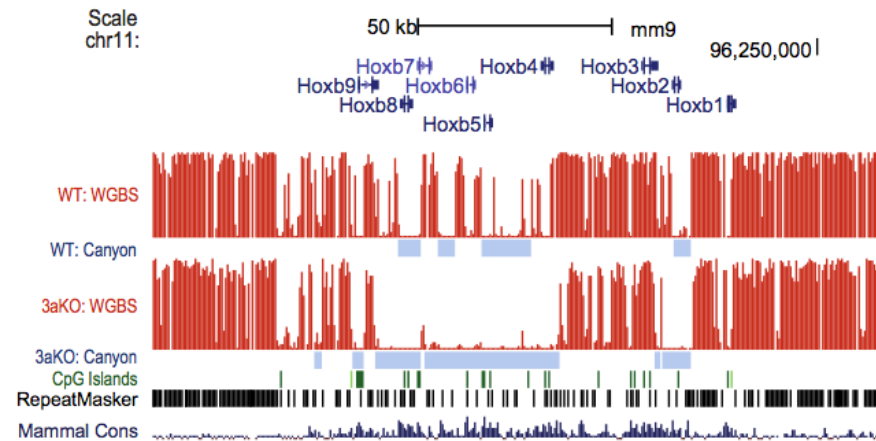 Scale
50 kb
mm9
chr11:
96,250,000
Hoxb7
Hoxb4
Hoxb3
Hoxb9
Hoxb6
Hoxb2
Hoxb8
Hoxb1
Hoxb5
WT: WGBS
WT: Canyon
3aKO: WGBS
3aKO: Canyon
CpG Islands
RepeatMasker
Mammal Cons